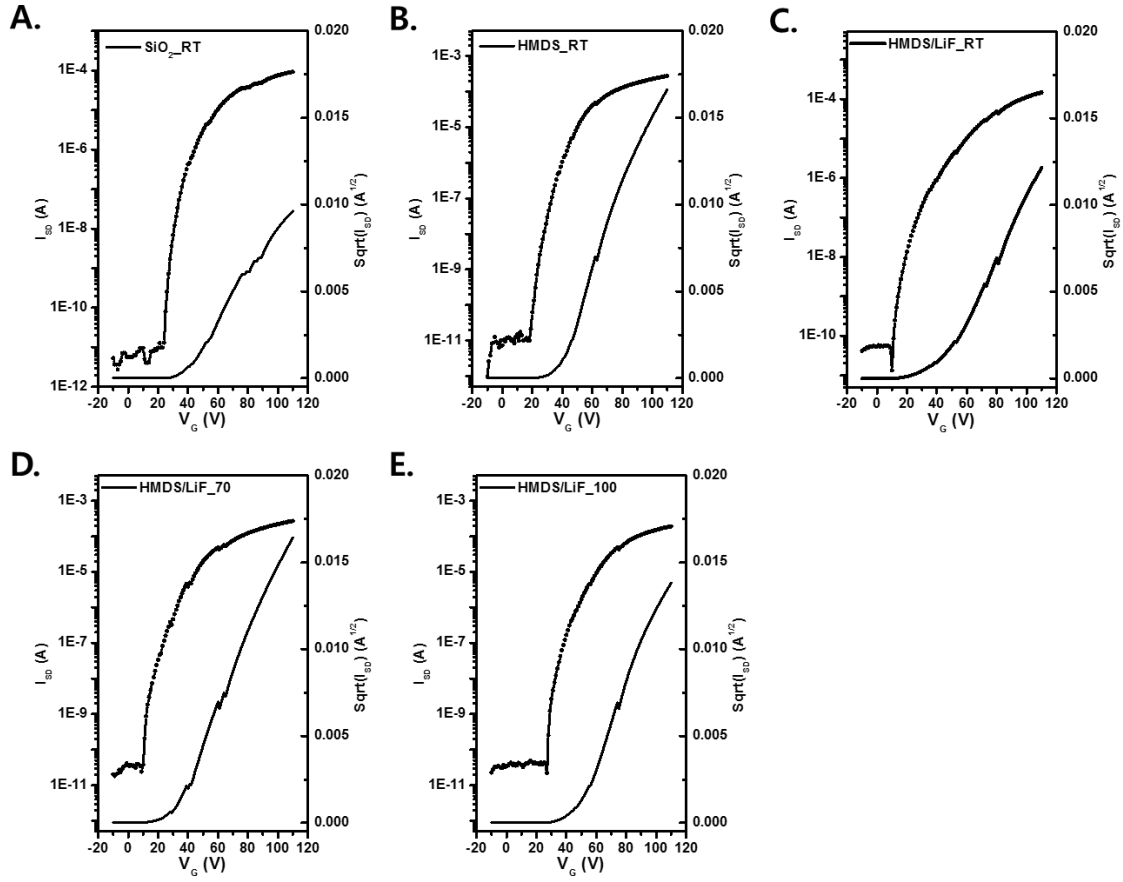 A.
SiO2_RT
1E-4
1E-6
1E-8
1E-10
1E-12
ISD (A)
0.020
0.015
0.010
0.005
0.000
Sqrt(ISD) (A1/2)
-20 0 20 40 60 80 100 120
VG (V)
B.
HMDS_RT
1E-3
1E-5
1E-7
1E-9
1E-11
ISD (A)
0.020
0.015
0.010
0.005
0.000
Sqrt(ISD) (A1/2)
-20 0 20 40 60 80 100 120
VG (V)
C.
HMDS/LiF_RT
1E-4
1E-6
1E-8
1E-10
ISD (A)
0.020
0.015
0.010
0.005
0.000
Sqrt(ISD) (A1/2)
-20 0 20 40 60 80 100 120
VG (V)
D.
HMDS/LiF_70
1E-3
1E-5
1E-7
1E-9
1E-11
ISD (A)
0.020
0.015
0.010
0.005
0.000
Sqrt(ISD) (A1/2)
-20 0 20 40 60 80 100 120
VG (V)
E.
HMDS/LiF_100
1E-3
1E-5
1E-7
1E-9
1E-11
ISD (A)
0.020
0.015
0.010
0.005
0.000
Sqrt(ISD) (A1/2)
-20 0 20 40 60 80 100 120
VG (V)